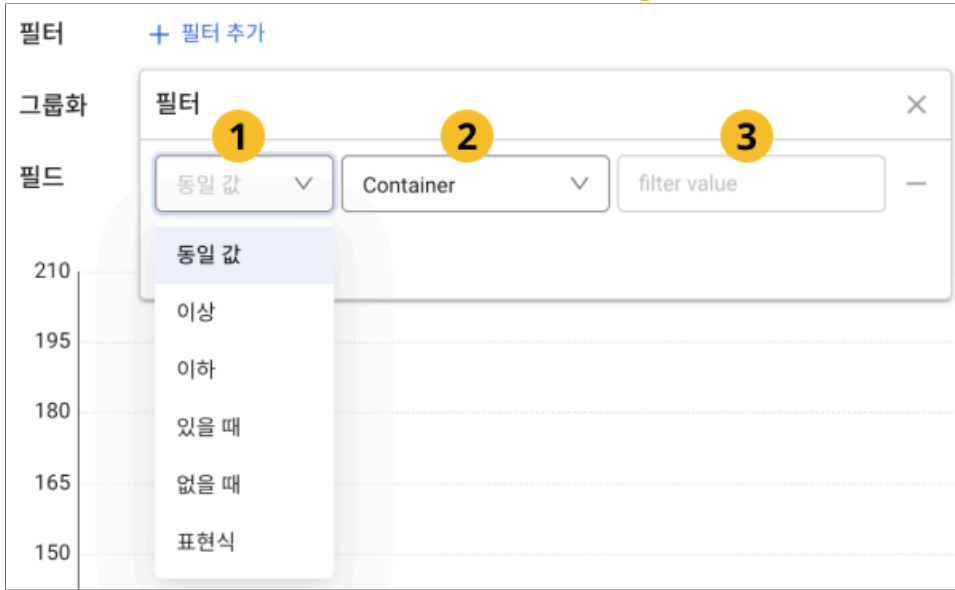 필터 + 필터 추가
그룹화 필터
1 2 3
필드 동일 값 Container filter value
동일 값
210
이상
195
이하
180
있을 때
165
없을 때
표현식
150